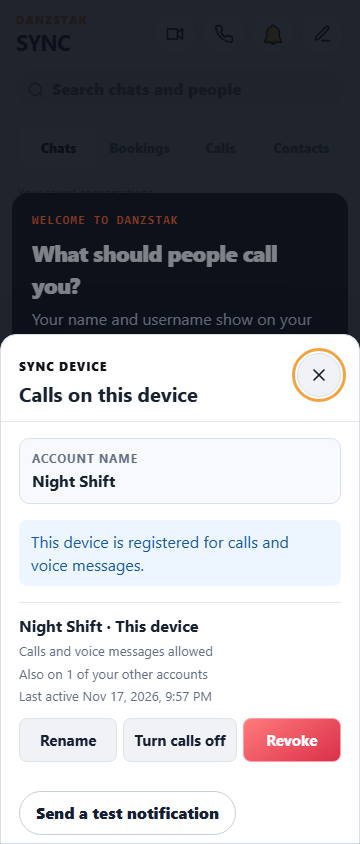 DANZSTAK
SYNC
Search chats and people
Chats
Bookings
Calls
Contacts
WELCOME TO DANZSTAK
What should people call
you?
Your name and username show on your
SYNC DEVICE
Calls on this device
ACCOUNT NAME
Night Shift
This device is registered for calls and
voice messages.
Night Shift · This device
Calls and voice messages allowed
Also on 1 of your other accounts
Last active Nov 17, 2026, 9:57 PM
Rename
Turn calls off
Revoke
Send a test notification